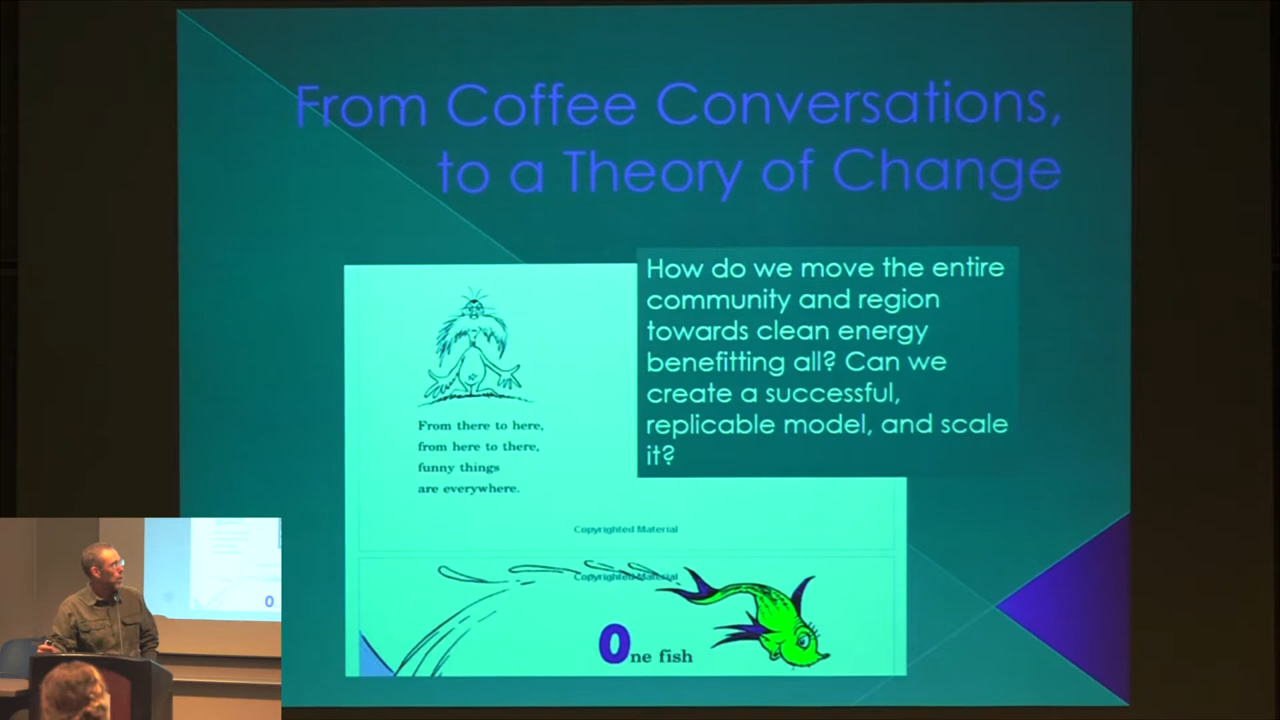 From Coffee Conversations,
to a Theory of Change
How do we move the entire
community and region
towards clean energy
benefitting all? Can we
create a successful,
replicable model, and scale
it?
From there to here,
from here to there,
funny things
are everywhere.
Copyrighted Material
Copyrighted Material
One fish
O